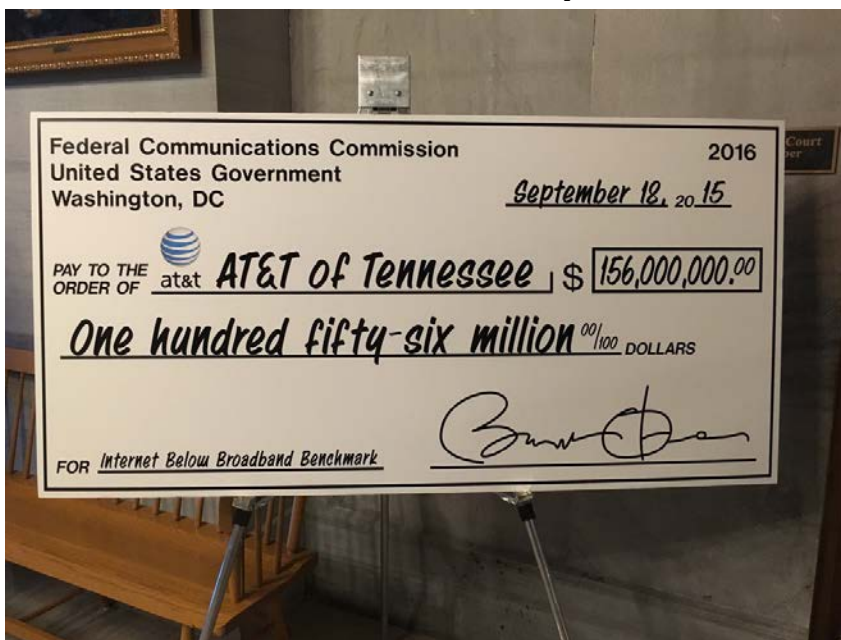 Federal Communications Commission 2016
United States Government
Washington, DC
September 18, 20 15
PAY TO THE ORDER OF at&t AT&T of Tennessee $ 156,000,000.00
One hundred fifty-six million 00/100 DOLLARS
FOR Internet Below Broadband Benchmark
Court